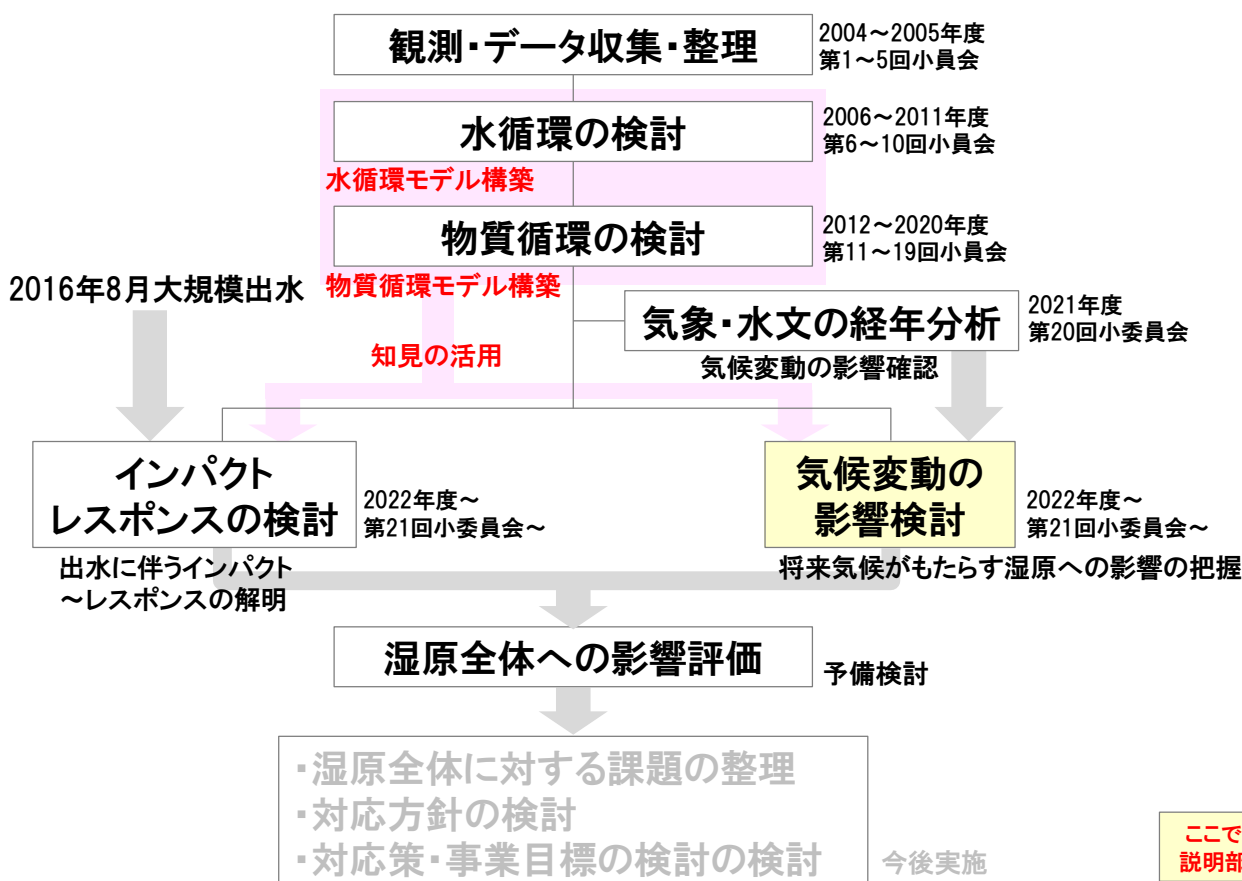 観測・データ収集・整理
2004～2005年度
第1～5回小員会
水循環の検討
2006～2011年度
第6～10回小員会
水循環モデル構築
物質循環の検討
2012～2020年度
第11～19回小員会
2016年8月大規模出水
物質循環モデル構築
気象・水文の経年分析
2021年度
第20回小委員会
知見の活用
気候変動の影響確認
インパクト
レスポンスの検討
2022年度～
第21回小委員会～
気候変動の
影響検討
2022年度～
第21回小委員会～
出水に伴うインパクト
～レスポンスの解明
将来気候がもたらす湿原への影響の把握
湿原全体への影響評価
予備検討
・湿原全体に対する課題の整理
・対応方針の検討
・対応策・事業目標の検討の検討
今後実施
ここで
説明部